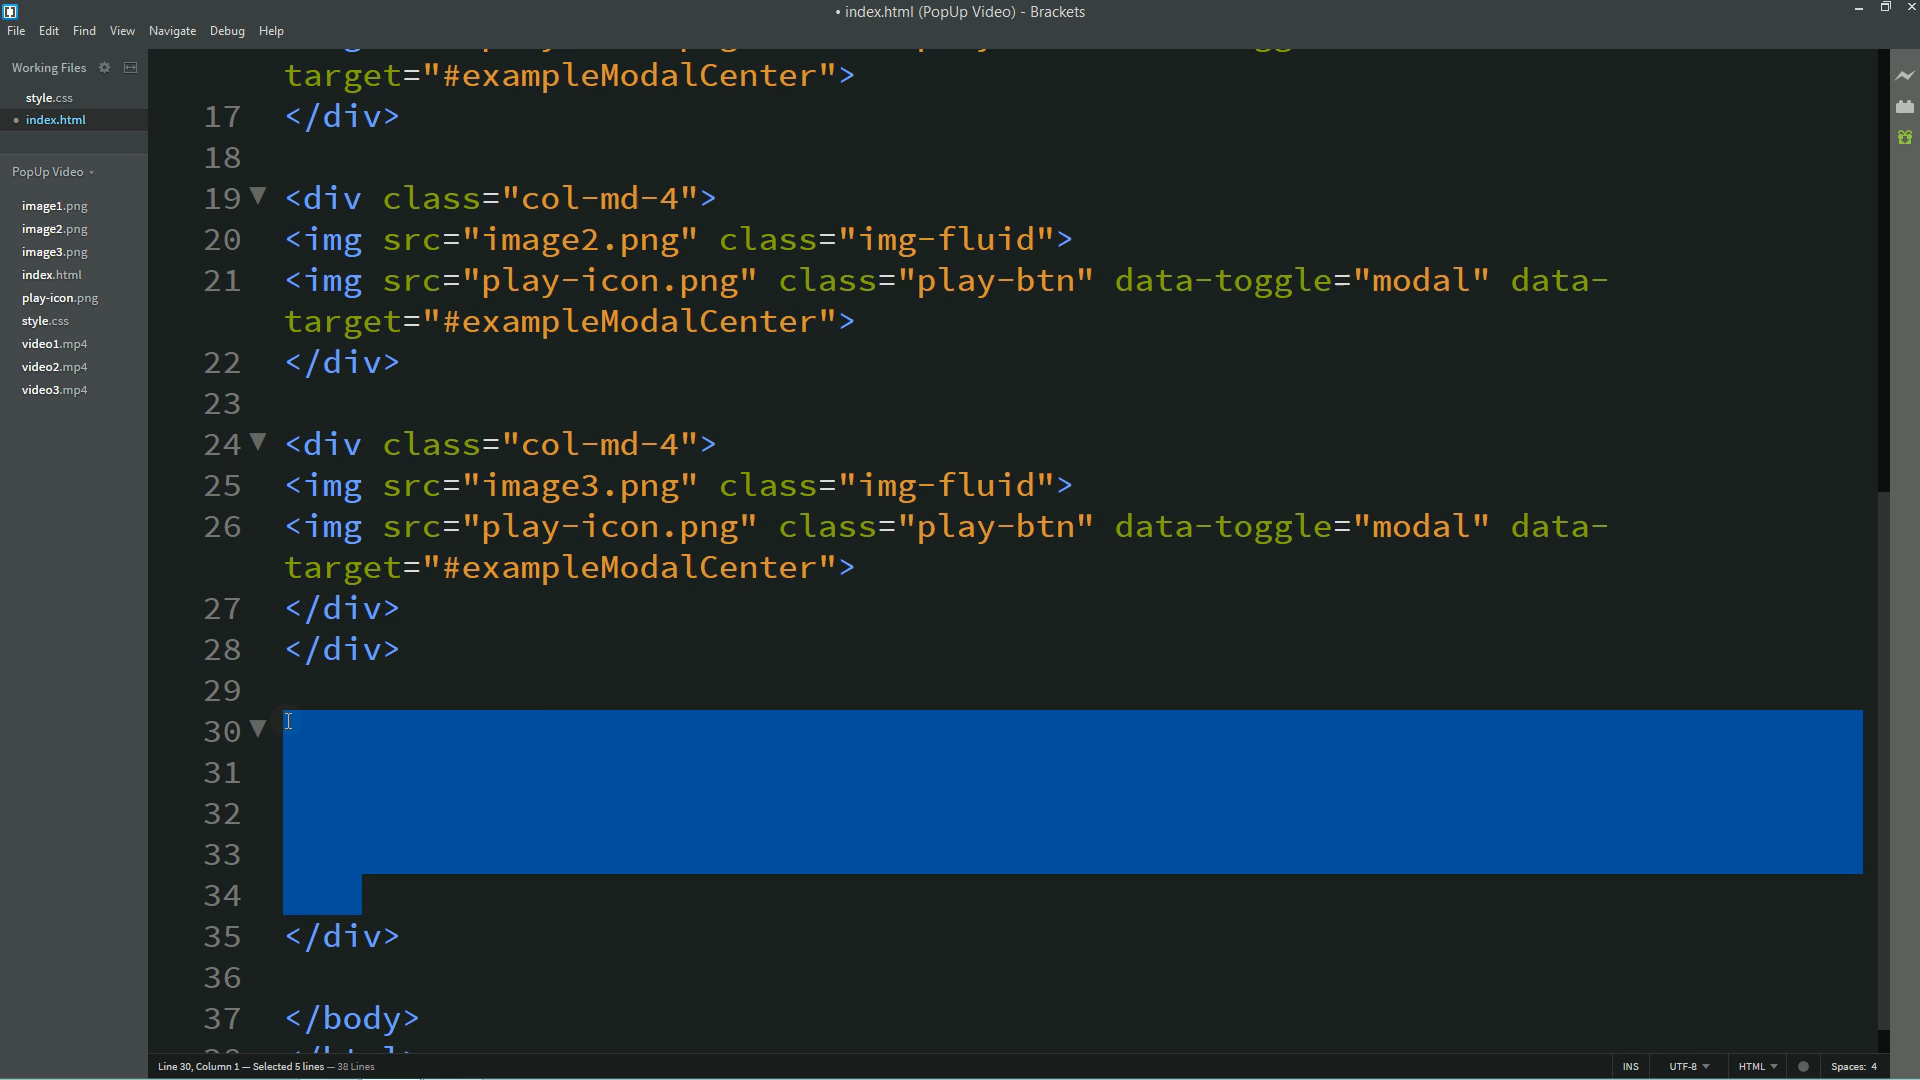 • index.html (PopUp Video) - Brackets
File Edit Find View Navigate Debug Help
Working Files
style.css
• index.html
PopUp Video
image1.png
image2.png
image3.png
index.html
play-icon.png
style.css
video1.mp4
video2.mp4
video3.mp4
target="#exampleModalCenter">
17 </div>
18
19 <div class="col-md-4">
20 <img src="image2.png" class="img-fluid">
21 <img src="play-icon.png" class="play-btn" data-toggle="modal" data-
target="#exampleModalCenter">
22 </div>
23
24 <div class="col-md-4">
25 <img src="image3.png" class="img-fluid">
26 <img src="play-icon.png" class="play-btn" data-toggle="modal" data-
target="#exampleModalCenter">
27 </div>
28 </div>
29
30
31
32
33
34
35 </div>
36
37 </body>
Line 30, Column 1 — Selected 5 lines — 38 Lines
INS UTF-8 HTML Spaces: 4